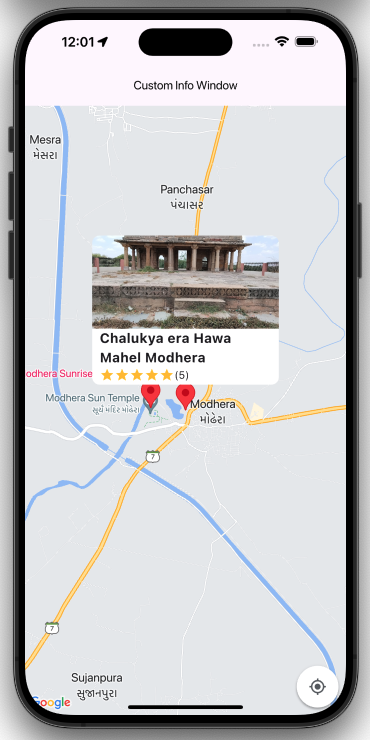 12:01
Custom Info Window
Mesra
મેસરા
Panchasar
પંચાસર
Chalukya era Hawa
Mahel Modhera
(5)
odhera Sunrise
Modhera Sun Temple
સુર્ય મંદિર મોઢેરા
Modhera
મોઢેરા
7
7
Sujanpura
સુજાનપુરા
Google